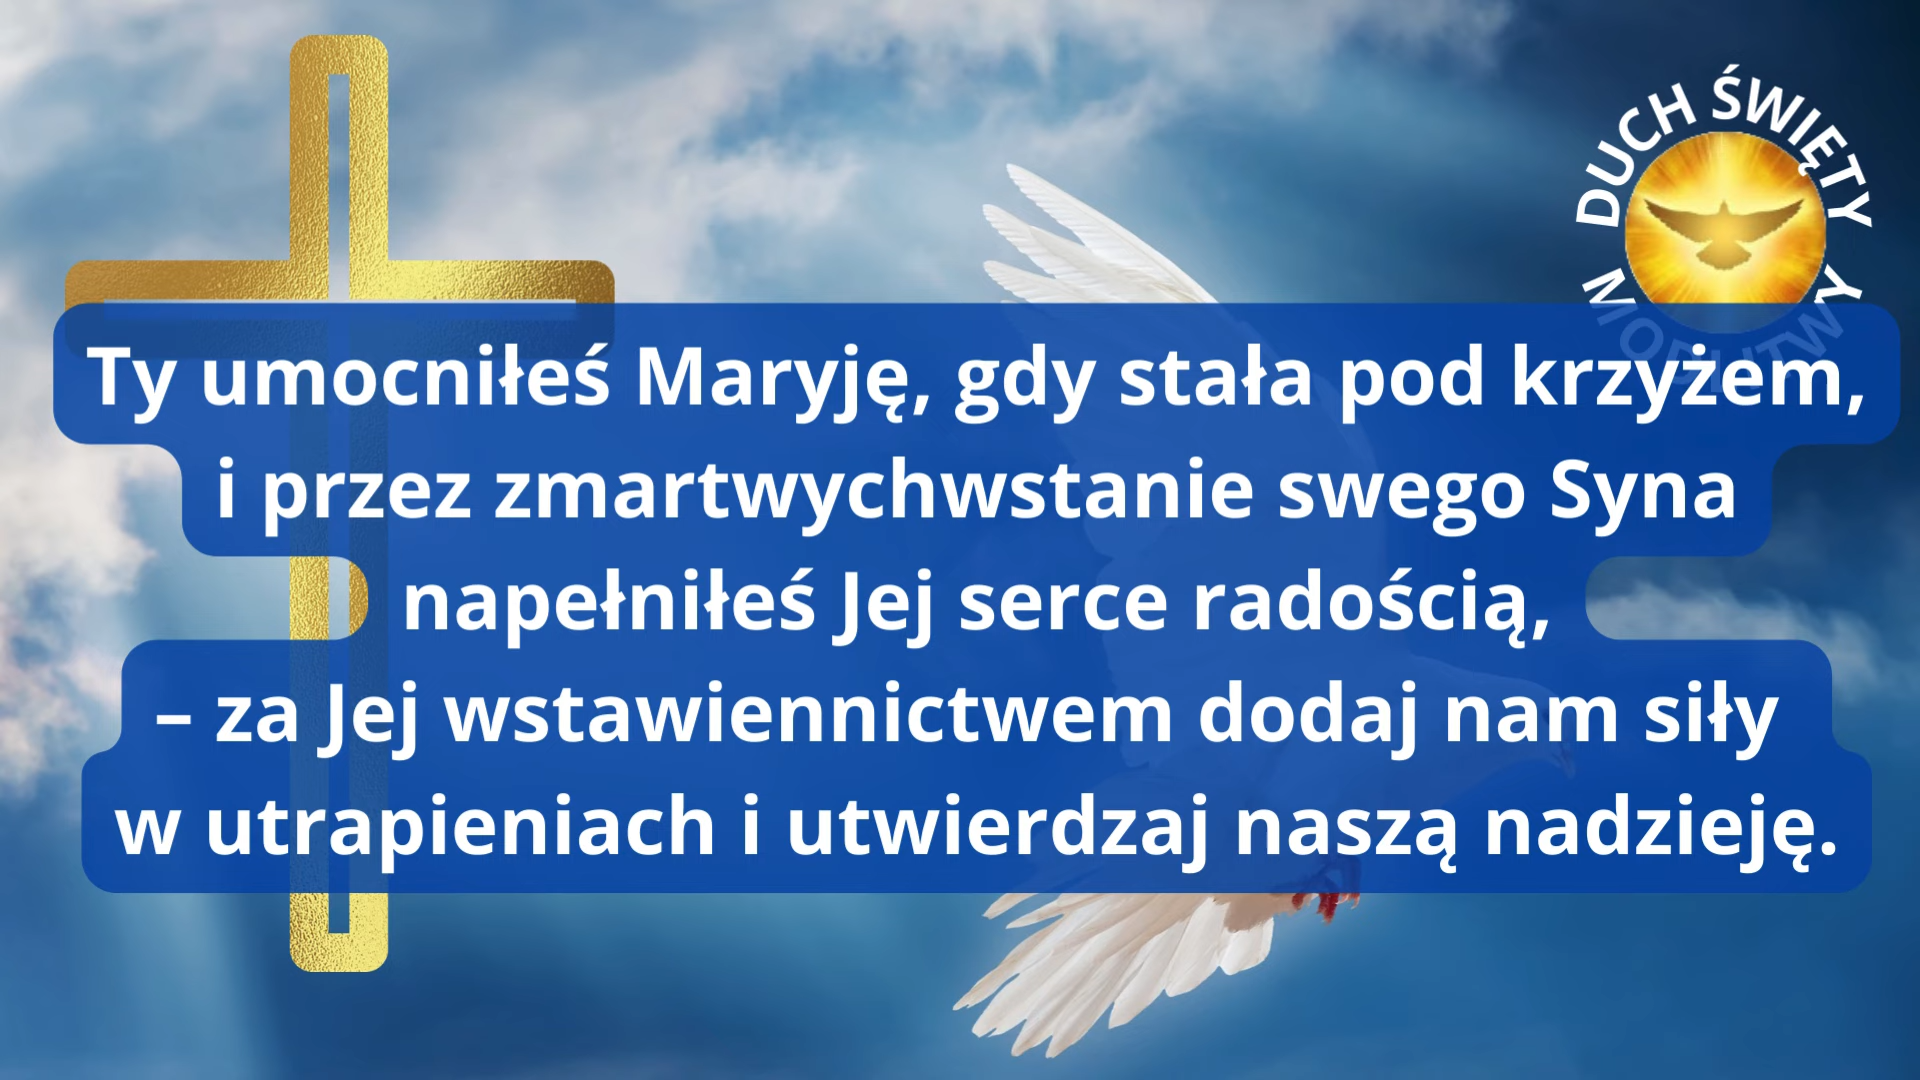 DUCH ŚWIĘTY
MODLITWY
Ty umocniłeś Maryję, gdy stała pod krzyżem,
i przez zmartwychwstanie swego Syna
napełniłeś Jej serce radością,
– za Jej wstawiennictwem dodaj nam siły
w utrapieniach i utwierdzaj naszą nadzieję.